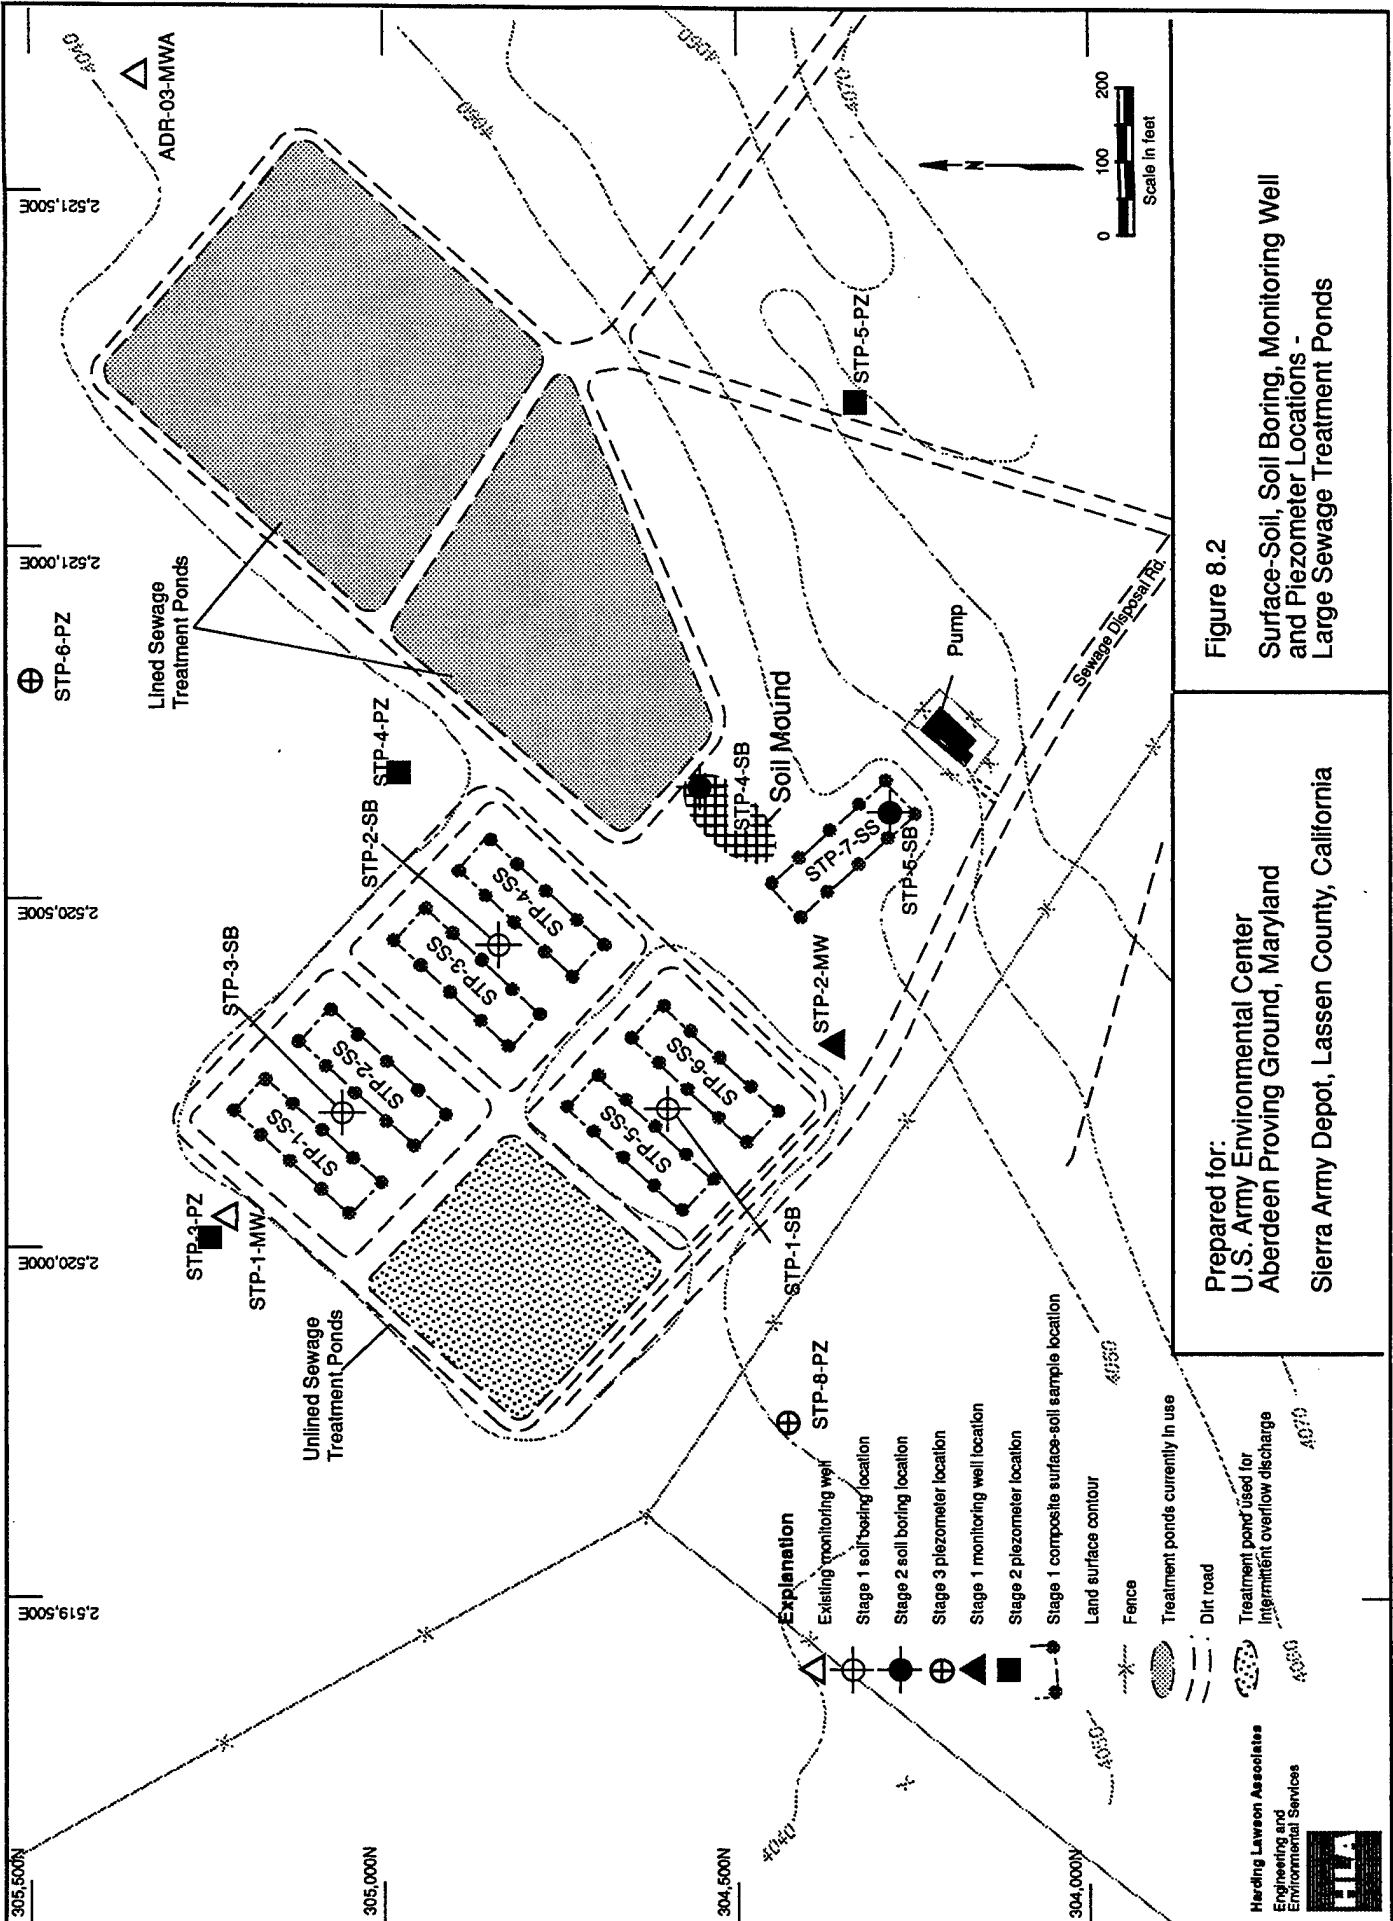 305,500N
305,000N
304,500N
304,000N
2,519,500E
2,520,000E
2,520,500E
2,521,000E
2,521,500E
4040
ADR-03-MWA
4050
4060
4070
STP-6-PZ
Lined Sewage
Treatment Ponds
STP-4-PZ
STP-2-SB
STP-3-SB
STP-3-PZ
STP-1-MW
Unlined Sewage
Treatment Ponds
STP-1-SS
STP-2-SS
STP-3-SS
STP-4-SS
STP-5-SS
STP-6-SS
STP-7-SS
STP-4-SB
Soil Mound
STP-5-SB
STP-2-MW
STP-1-SB
STP-8-PZ
STP-5-PZ
Pump
Sewage Disposal Rd.
N
0 100 200
Scale in feet
4040
4050
4060
4050
4070
Explanation
Existing monitoring well
Stage 1 soil boring location
Stage 2 soil boring location
Stage 3 piezometer location
Stage 1 monitoring well location
Stage 2 piezometer location
Stage 1 composite surface-soil sample location
Land surface contour
Fence
Treatment ponds currently in use
Dirt road
Treatment pond used for
intermittent overflow discharge
Harding Lawson Associates
Engineering and
Environmental Services
HLA
Prepared for:
U.S. Army Environmental Center
Aberdeen Proving Ground, Maryland
Sierra Army Depot, Lassen County, California
Figure 8.2
Surface-Soil, Soil Boring, Monitoring Well
and Piezometer Locations -
Large Sewage Treatment Ponds